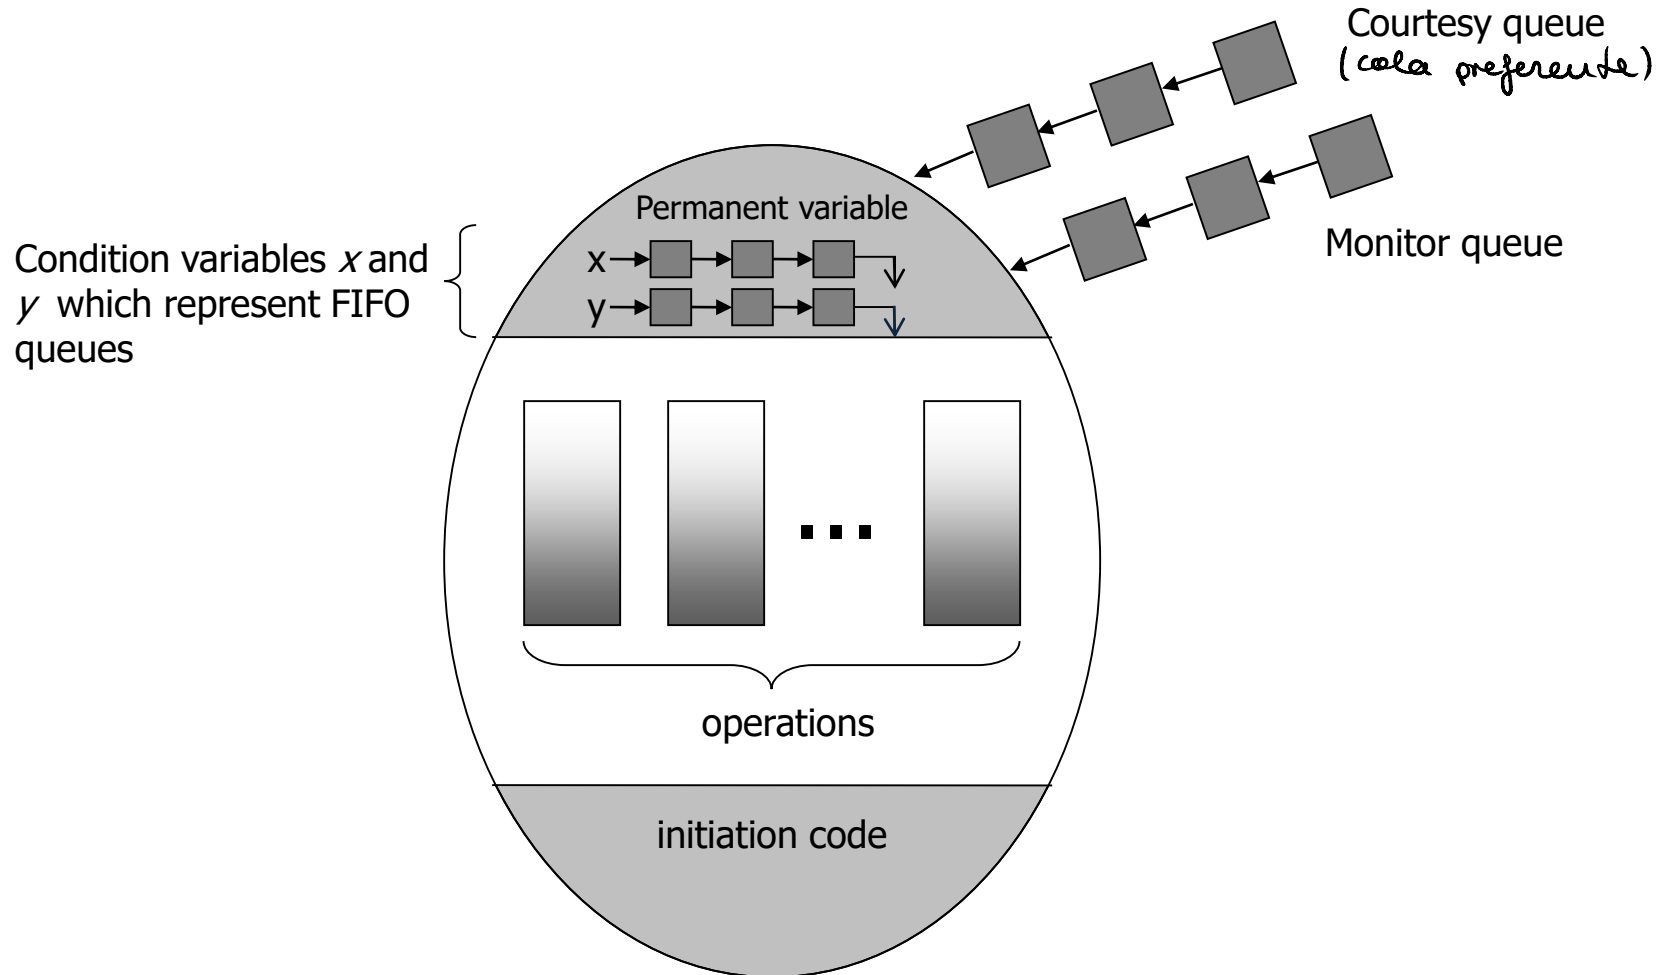 Courtesy queue
(cola preferente)
Monitor queue
Permanent variable
x
y
Condition variables x and
y which represent FIFO
queues
operations
initiation code